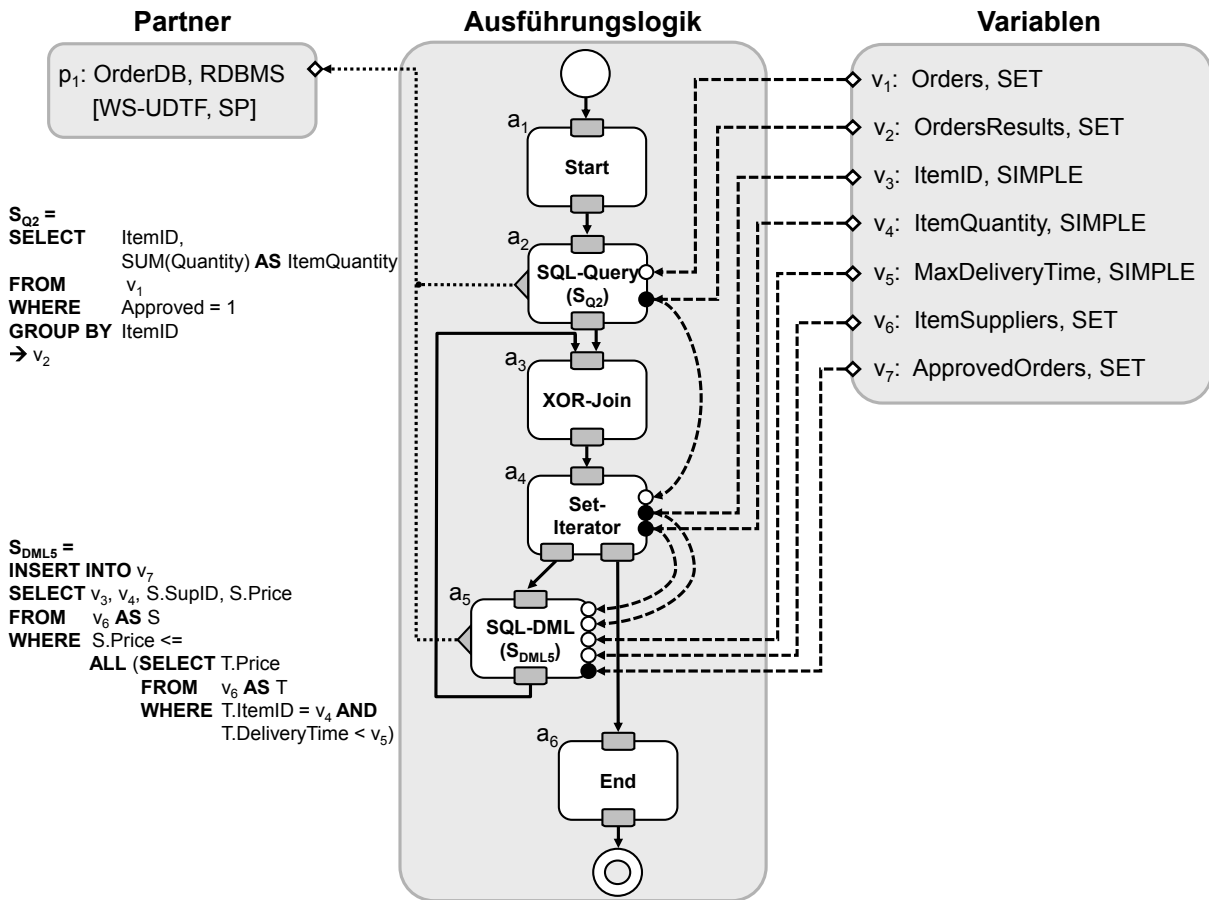 Partner
p1: OrderDB, RDBMS
[WS-UDTF, SP]
SQ2 =
SELECT ItemID,
SUM(Quantity) AS ItemQuantity
FROM v1
WHERE Approved = 1
GROUP BY ItemID
→ v2
SDML5 =
INSERT INTO v7
SELECT v3, v4, S.SupID, S.Price
FROM v6 AS S
WHERE S.Price <=
ALL (SELECT T.Price
FROM v6 AS T
WHERE T.ItemID = v4 AND
T.DeliveryTime < v5)
Ausführungslogik
a1
Start
a2
SQL-Query
(SQ2)
a3
XOR-Join
a4
Set-
Iterator
a5
SQL-DML
(SDML5)
a6
End
Variablen
v1: Orders, SET
v2: OrdersResults, SET
v3: ItemID, SIMPLE
v4: ItemQuantity, SIMPLE
v5: MaxDeliveryTime, SIMPLE
v6: ItemSuppliers, SET
v7: ApprovedOrders, SET